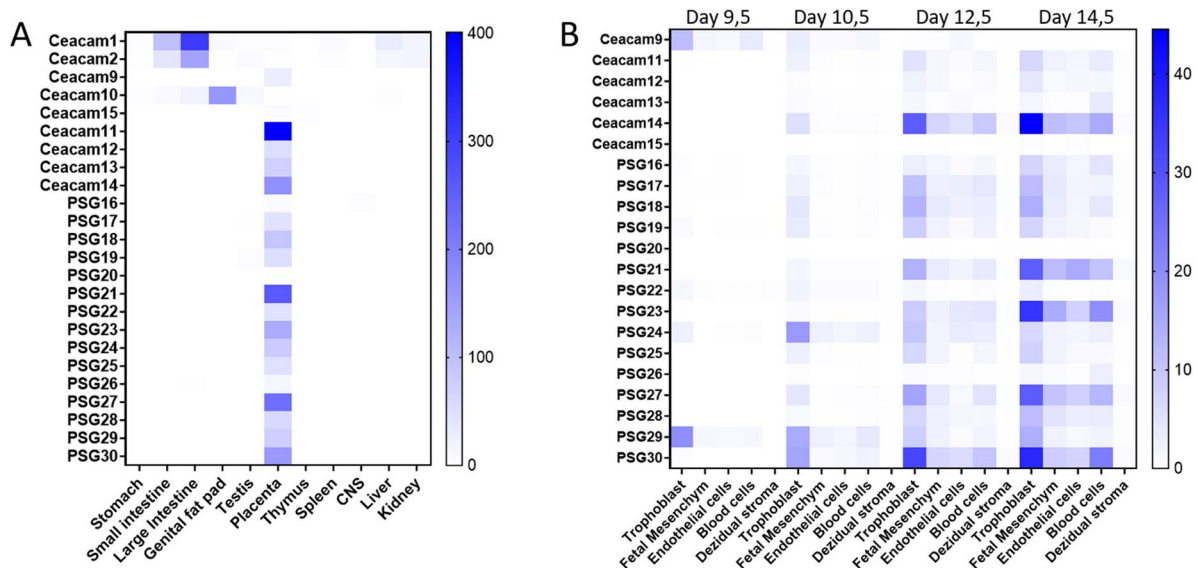 A
Ceacam1
Ceacam2
Ceacam9
Ceacam10
Ceacam15
Ceacam11
Ceacam12
Ceacam13
Ceacam14
PSG16
PSG17
PSG18
PSG19
PSG20
PSG21
PSG22
PSG23
PSG24
PSG25
PSG26
PSG27
PSG28
PSG29
PSG30
Stomach
Small intestine
Large Intestine
Genital fat pad
Testis
Placenta
Thymus
Spleen
CNS
Liver
Kidney
400
300
200
100
0
B
Day 9,5 Day 10,5 Day 12,5 Day 14,5
Ceacam9
Ceacam11
Ceacam12
Ceacam13
Ceacam14
Ceacam15
PSG16
PSG17
PSG18
PSG19
PSG20
PSG21
PSG22
PSG23
PSG24
PSG25
PSG26
PSG27
PSG28
PSG29
PSG30
Trophoblast
Fetal Mesenchym
Endothelial cells
Blood cells
Dezidual stroma
Trophoblast
Fetal Mesenchym
Endothelial cells
Blood cells
Dezidual stroma
Trophoblast
Fetal Mesenchym
Endothelial cells
Blood cells
Dezidual stroma
Trophoblast
Fetal Mesenchym
Endothelial cells
Blood cells
Dezidual stroma
40
30
20
10
0